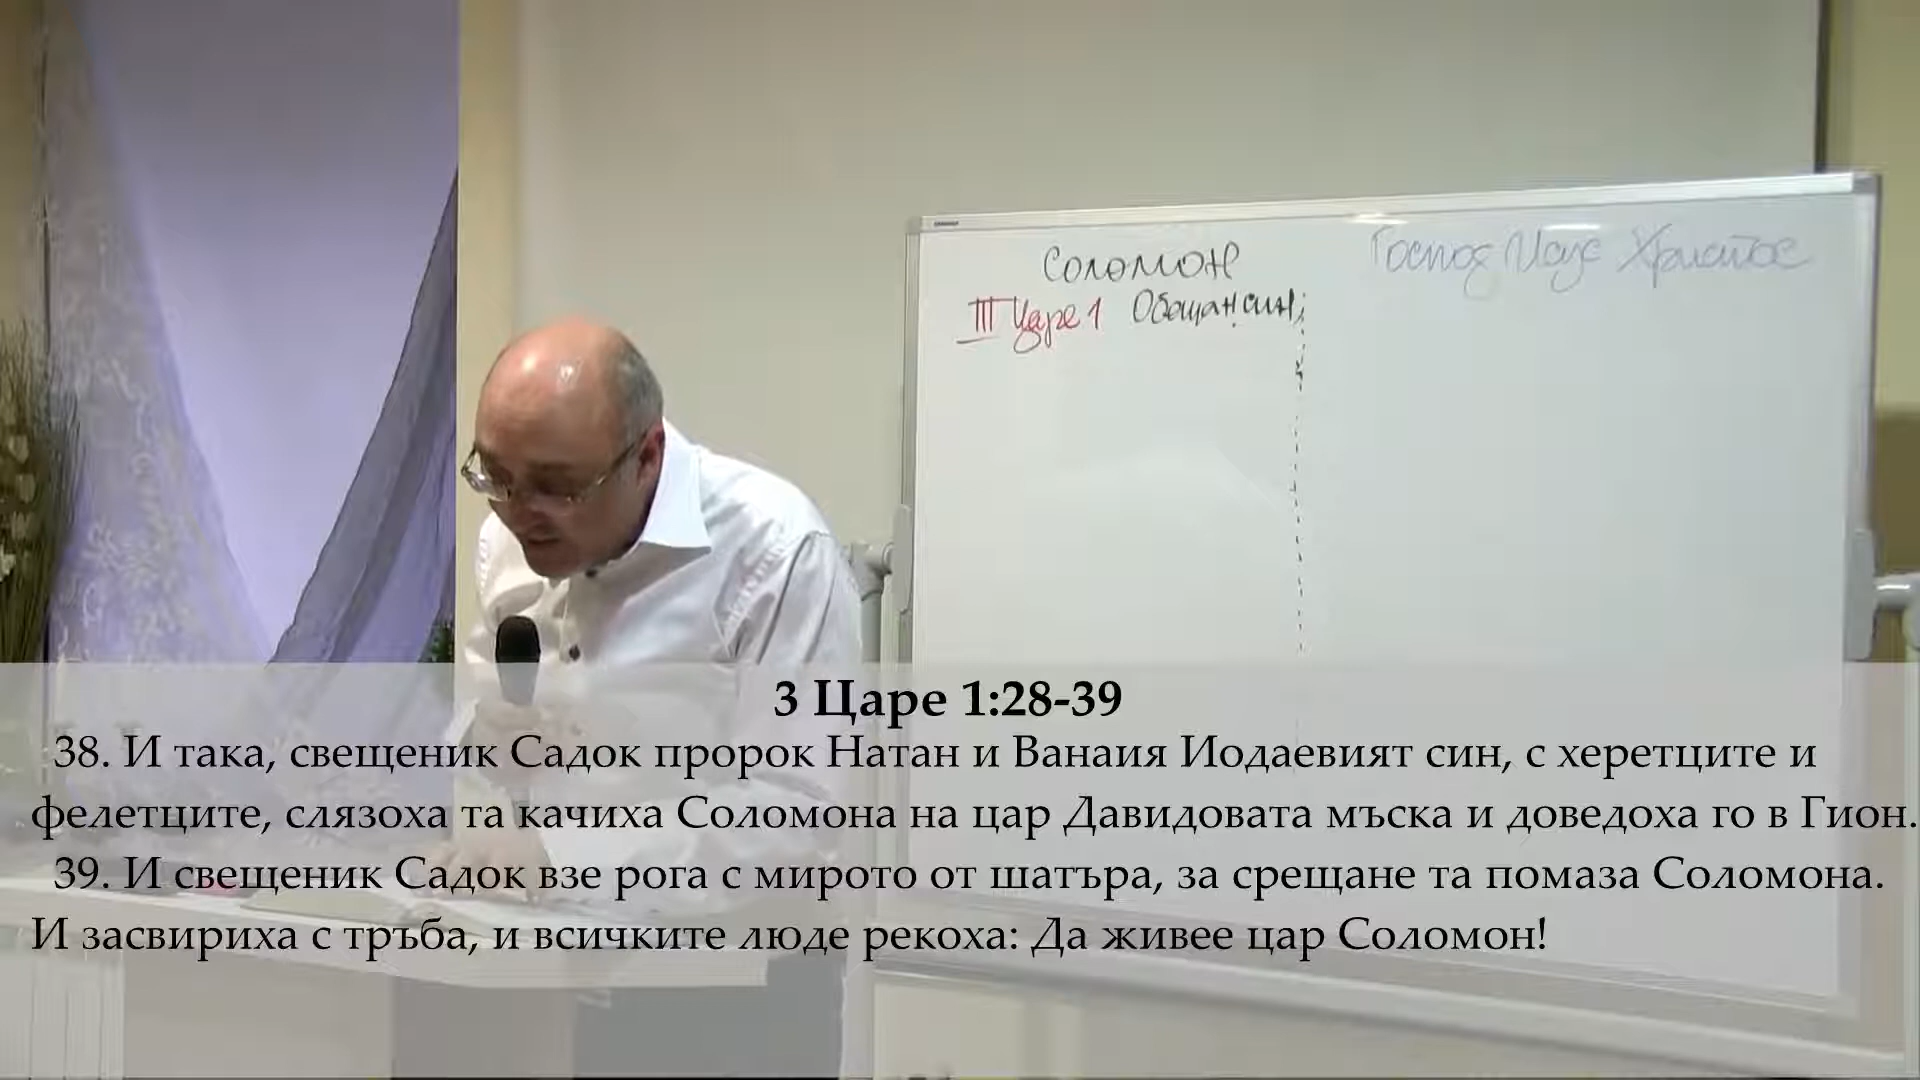 Соломон
Господ Исус Христос
III Царе 1 Обещан син
3 Царе 1:28-39
38. И така, свещеник Садок пророк Натан и Ванаия Иодаевият син, с херетците и
фелетците, слязоха та качиха Соломона на цар Давидовата мъска и доведоха го в Гион.
39. И свещеник Садок взе рога с мирото от шатъра, за срещане та помаза Соломона.
И засвириха с тръба, и всичките люде рекоха: Да живее цар Соломон!